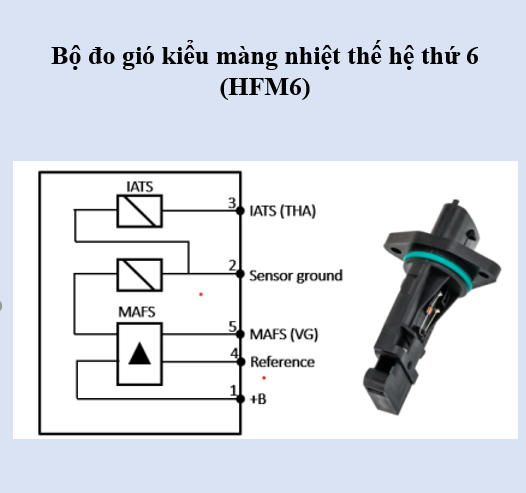 Bộ đo gió kiểu màng nhiệt thế hệ thứ 6
(HFM6)
IATS
3 IATS (THA)
2 Sensor ground
MAFS
5 MAFS (VG)
4 Reference
1 +B